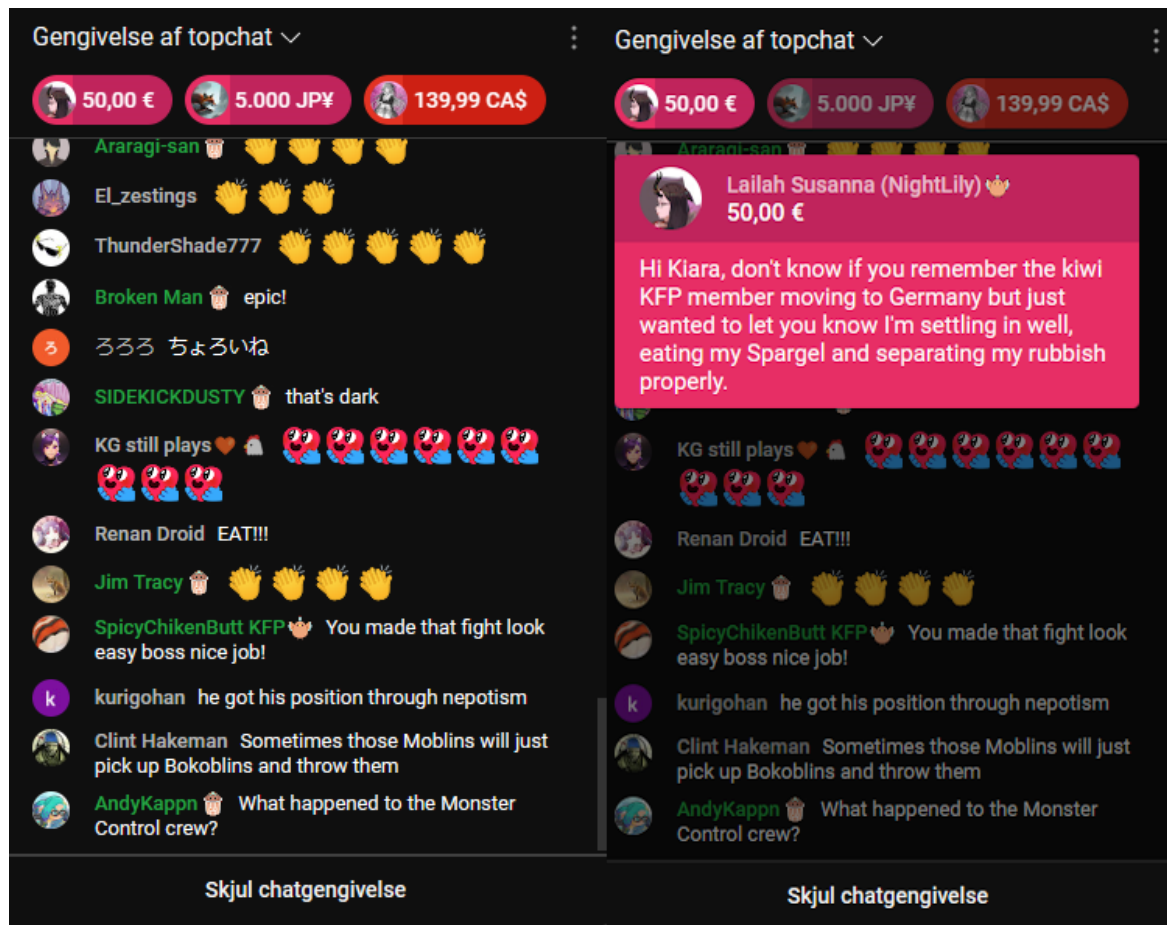 Gengivelse af topchat
50,00 €
5.000 JP¥
139,99 CA$
Araragi-san
El_zestings
ThunderShade777
Broken Man epic!
ろ
ろろろ ちょろいね
SIDEKICKDUSTY that's dark
KG still plays
Renan Droid EAT!!!
Jim Tracy
SpicyChikenButt KFP You made that fight look
easy boss nice job!
k
kurigohan he got his position through nepotism
Clint Hakeman Sometimes those Moblins will just
pick up Bokoblins and throw them
AndyKappn What happened to the Monster
Control crew?
Skjul chatgengivelse
Gengivelse af topchat
50,00 €
5.000 JP¥
139,99 CA$
Araragi-san
Lailah Susanna (NightLily)
50,00 €
Hi Kiara, don't know if you remember the kiwi
KFP member moving to Germany but just
wanted to let you know I'm settling in well,
eating my Spargel and separating my rubbish
properly.
KG still plays
Renan Droid EAT!!!
Jim Tracy
SpicyChikenButt KFP You made that fight look
easy boss nice job!
k
kurigohan he got his position through nepotism
Clint Hakeman Sometimes those Moblins will just
pick up Bokoblins and throw them
AndyKappn What happened to the Monster
Control crew?
Skjul chatgengivelse